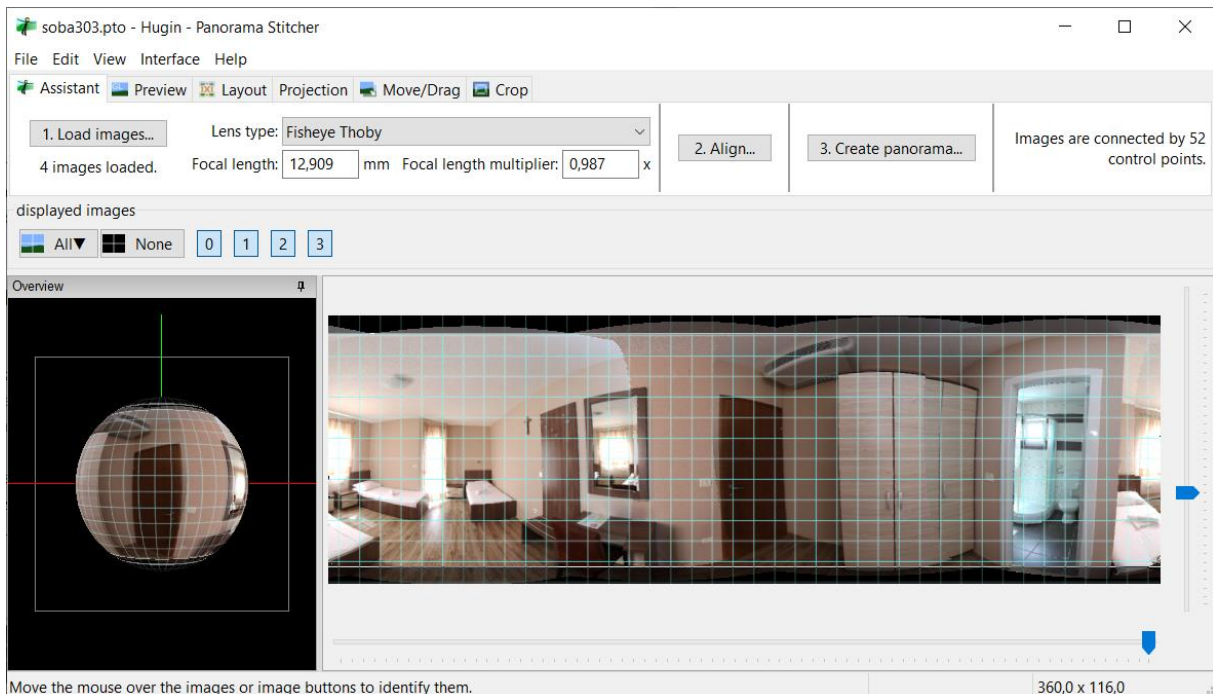 soba303.pto - Hugin - Panorama Stitcher
File Edit View Interface Help
Assistant Preview Layout Projection Move/Drag Crop
1. Load images...
4 images loaded.
Lens type: Fisheye Thoby
Focal length: 12,909 mm Focal length multiplier: 0,987 x
2. Align...
3. Create panorama...
Images are connected by 52
control points.
displayed images
All▼ None 0 1 2 3
Overview
Move the mouse over the images or image buttons to identify them.
360,0 x 116,0